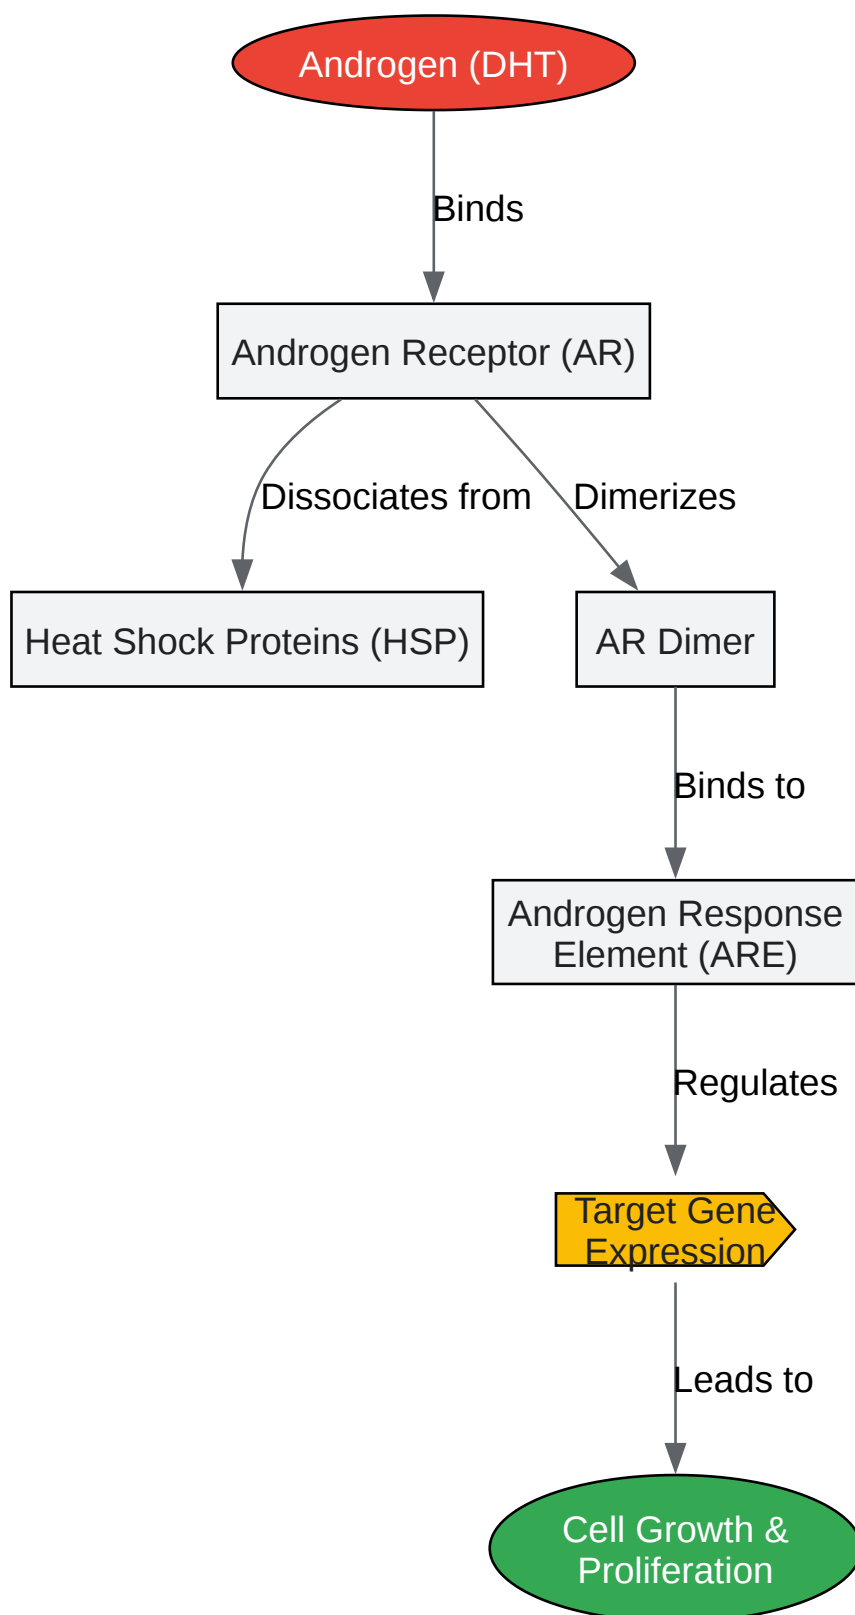 Androgen (DHT)
Binds
Androgen Receptor (AR)
Dissociates from
Dimerizes
Heat Shock Proteins (HSP)
AR Dimer
Binds to
Androgen Response
Element (ARE)
Regulates
Target Gene
Expression
Leads to
Cell Growth &
Proliferation